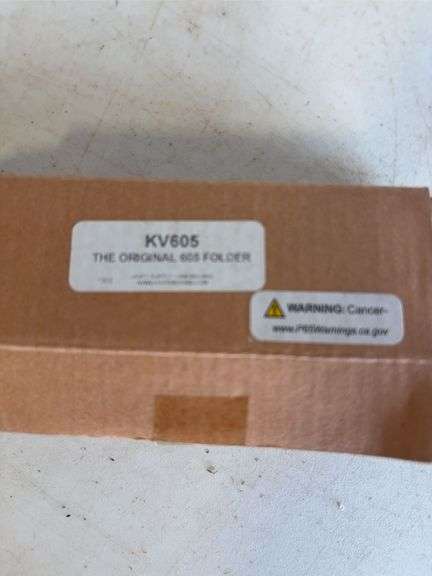 KV605
THE ORIGINAL 605 FOLDER
WARNING: Cancer-
www.P65Warnings.ca.gov